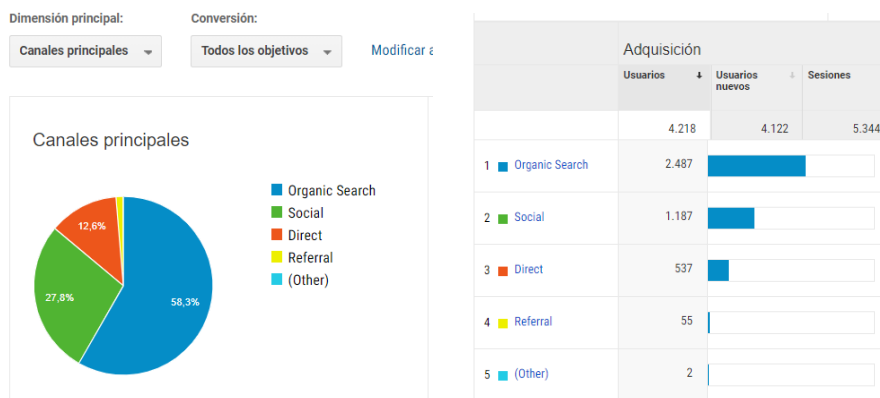 Dimensión principal:
Conversión:
Canales principales
Todos los objetivos
Modificar a
Canales principales
Organic Search
Social
Direct
Referral
(Other)
12,6%
27,8%
58,3%
Adquisición
Usuarios
Usuarios nuevos
Sesiones
4.218
4.122
5.344
1 Organic Search 2.487
2 Social 1.187
3 Direct 537
4 Referral 55
5 (Other) 2